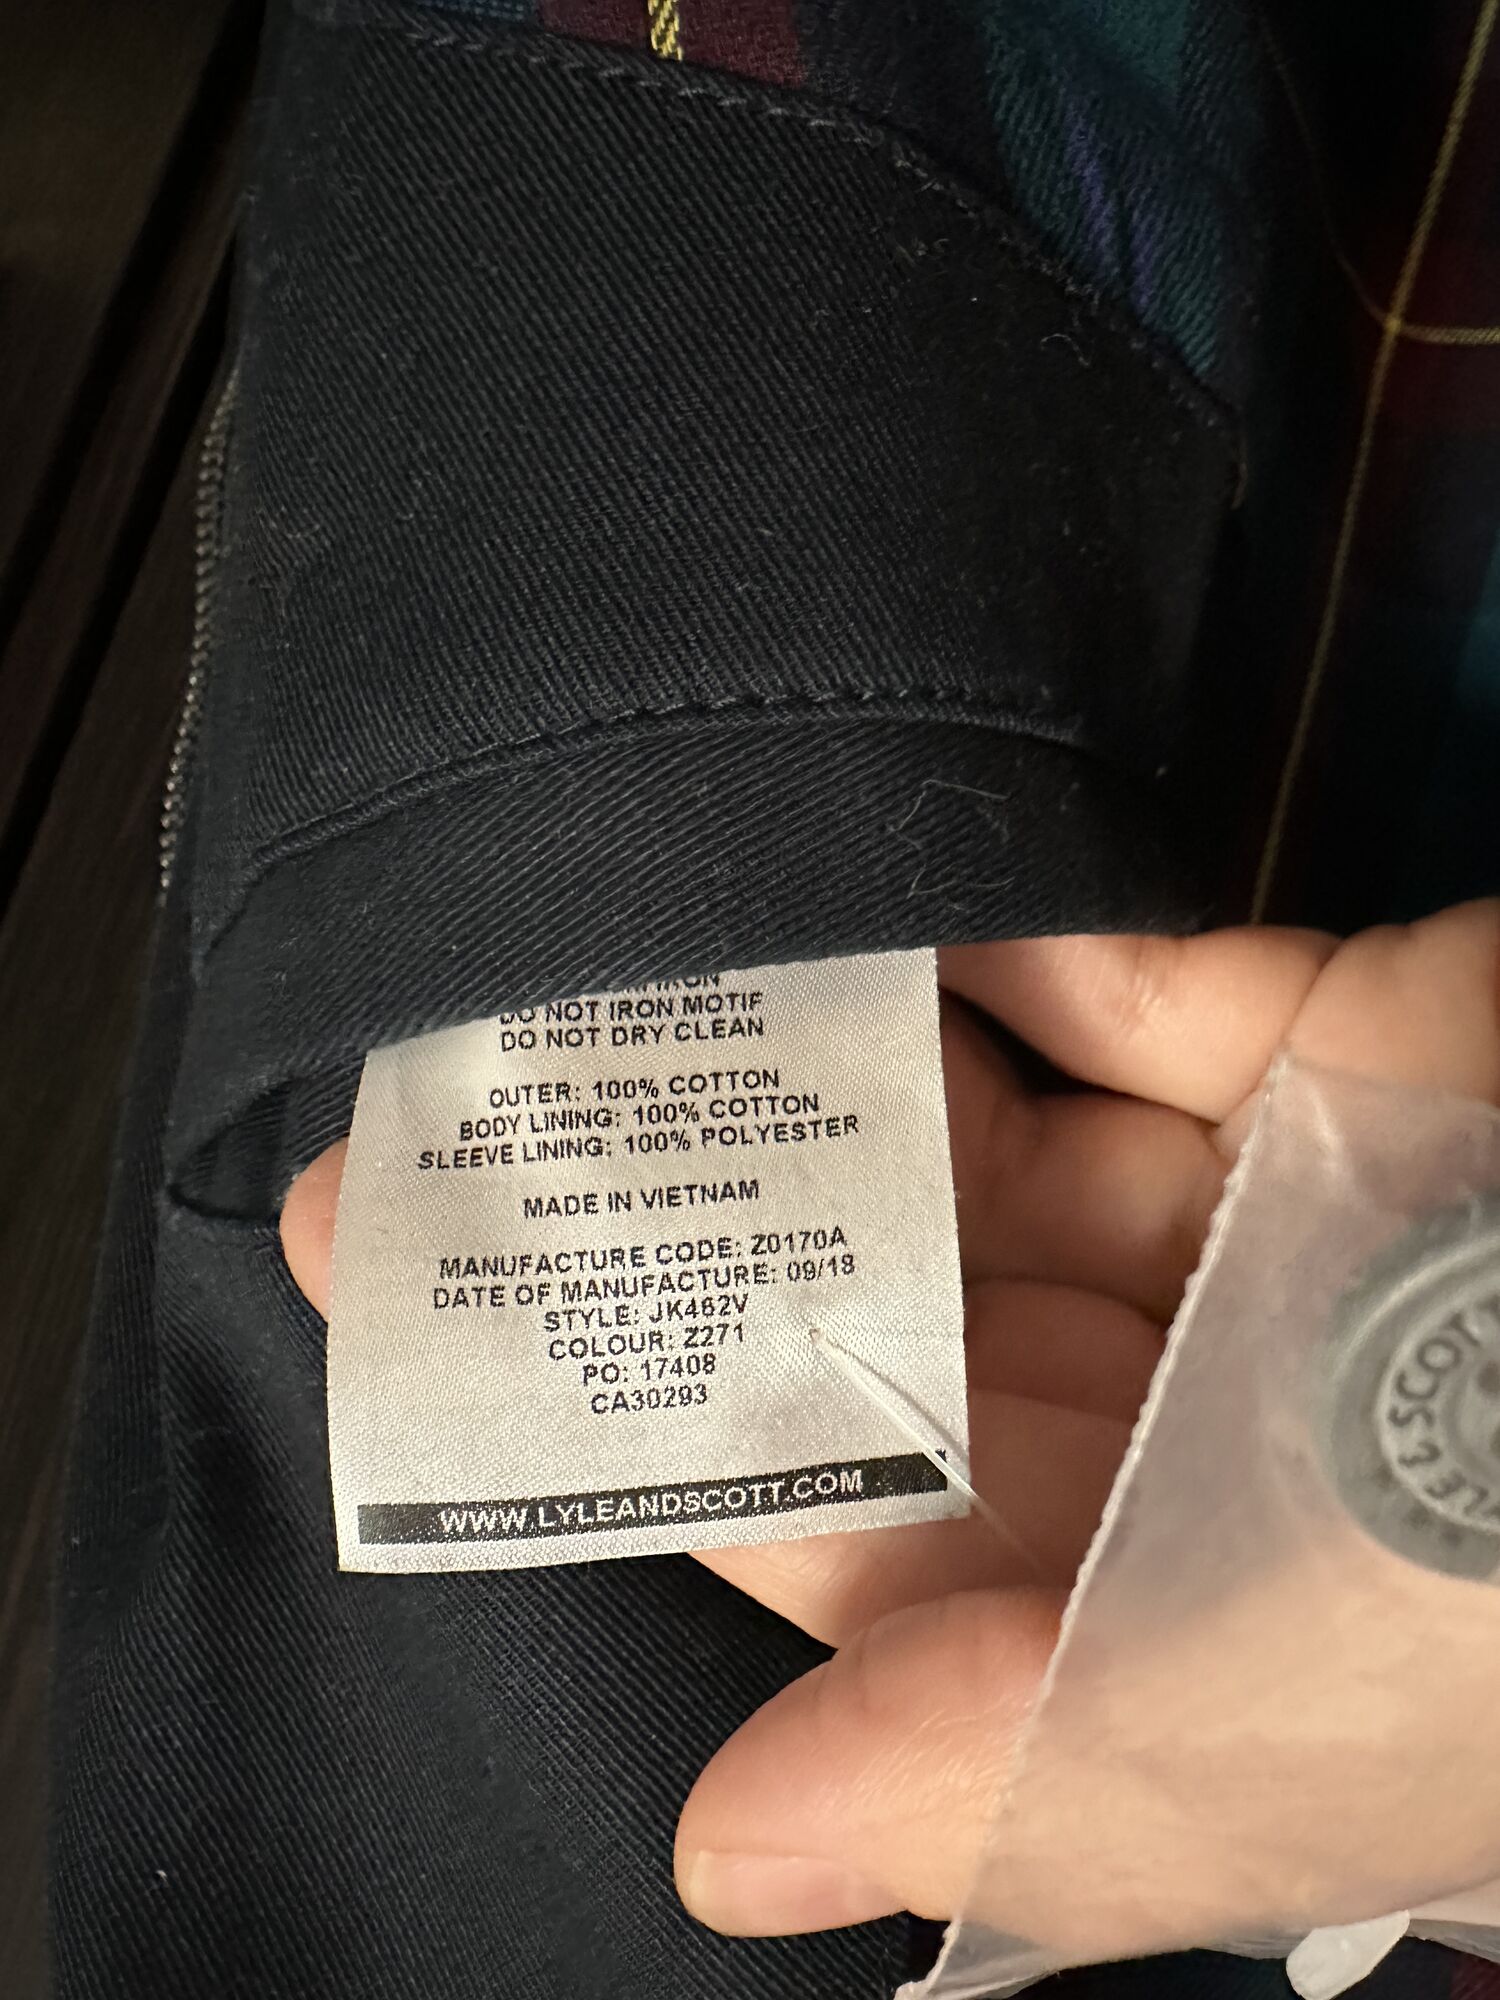 DO NOT IRON MOTIF
DO NOT DRY CLEAN
OUTER: 100% COTTON
BODY LINING: 100% COTTON
SLEEVE LINING: 100% POLYESTER
MADE IN VIETNAM
MANUFACTURE CODE: Z0170A
DATE OF MANUFACTURE: 09/18
STYLE: JK462V
COLOUR: Z271
PO: 17408
CA30293
WWW.LYLEANDSCOTT.COM
LE & SCOT